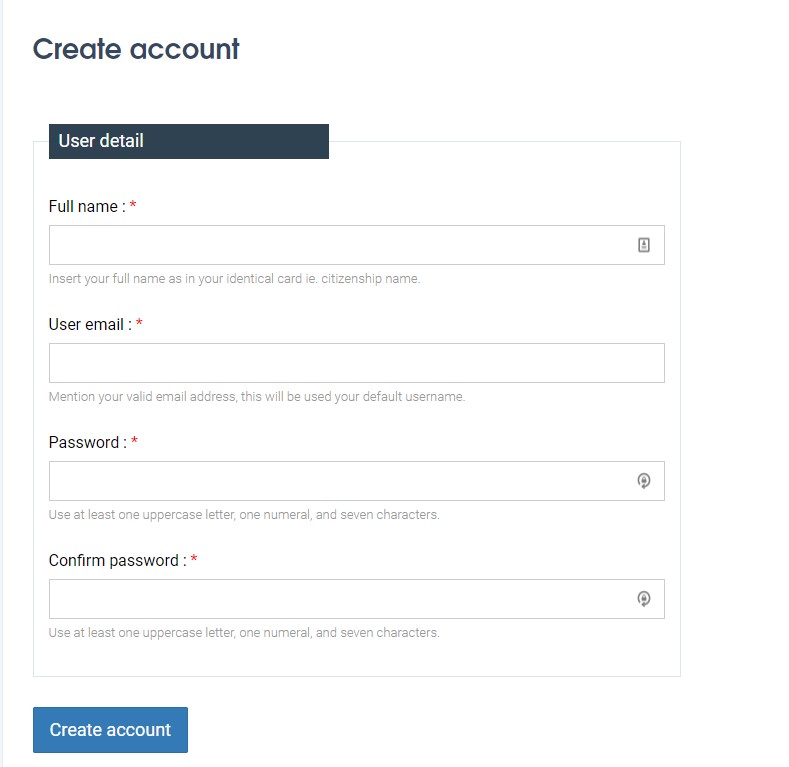 Create account
User detail
Full name : *
Insert your full name as in your identical card ie. citizenship name.
User email : *
Mention your valid email address, this will be used your default username.
Password : *
Use at least one uppercase letter, one numeral, and seven characters.
Confirm password : *
Use at least one uppercase letter, one numeral, and seven characters.
Create account